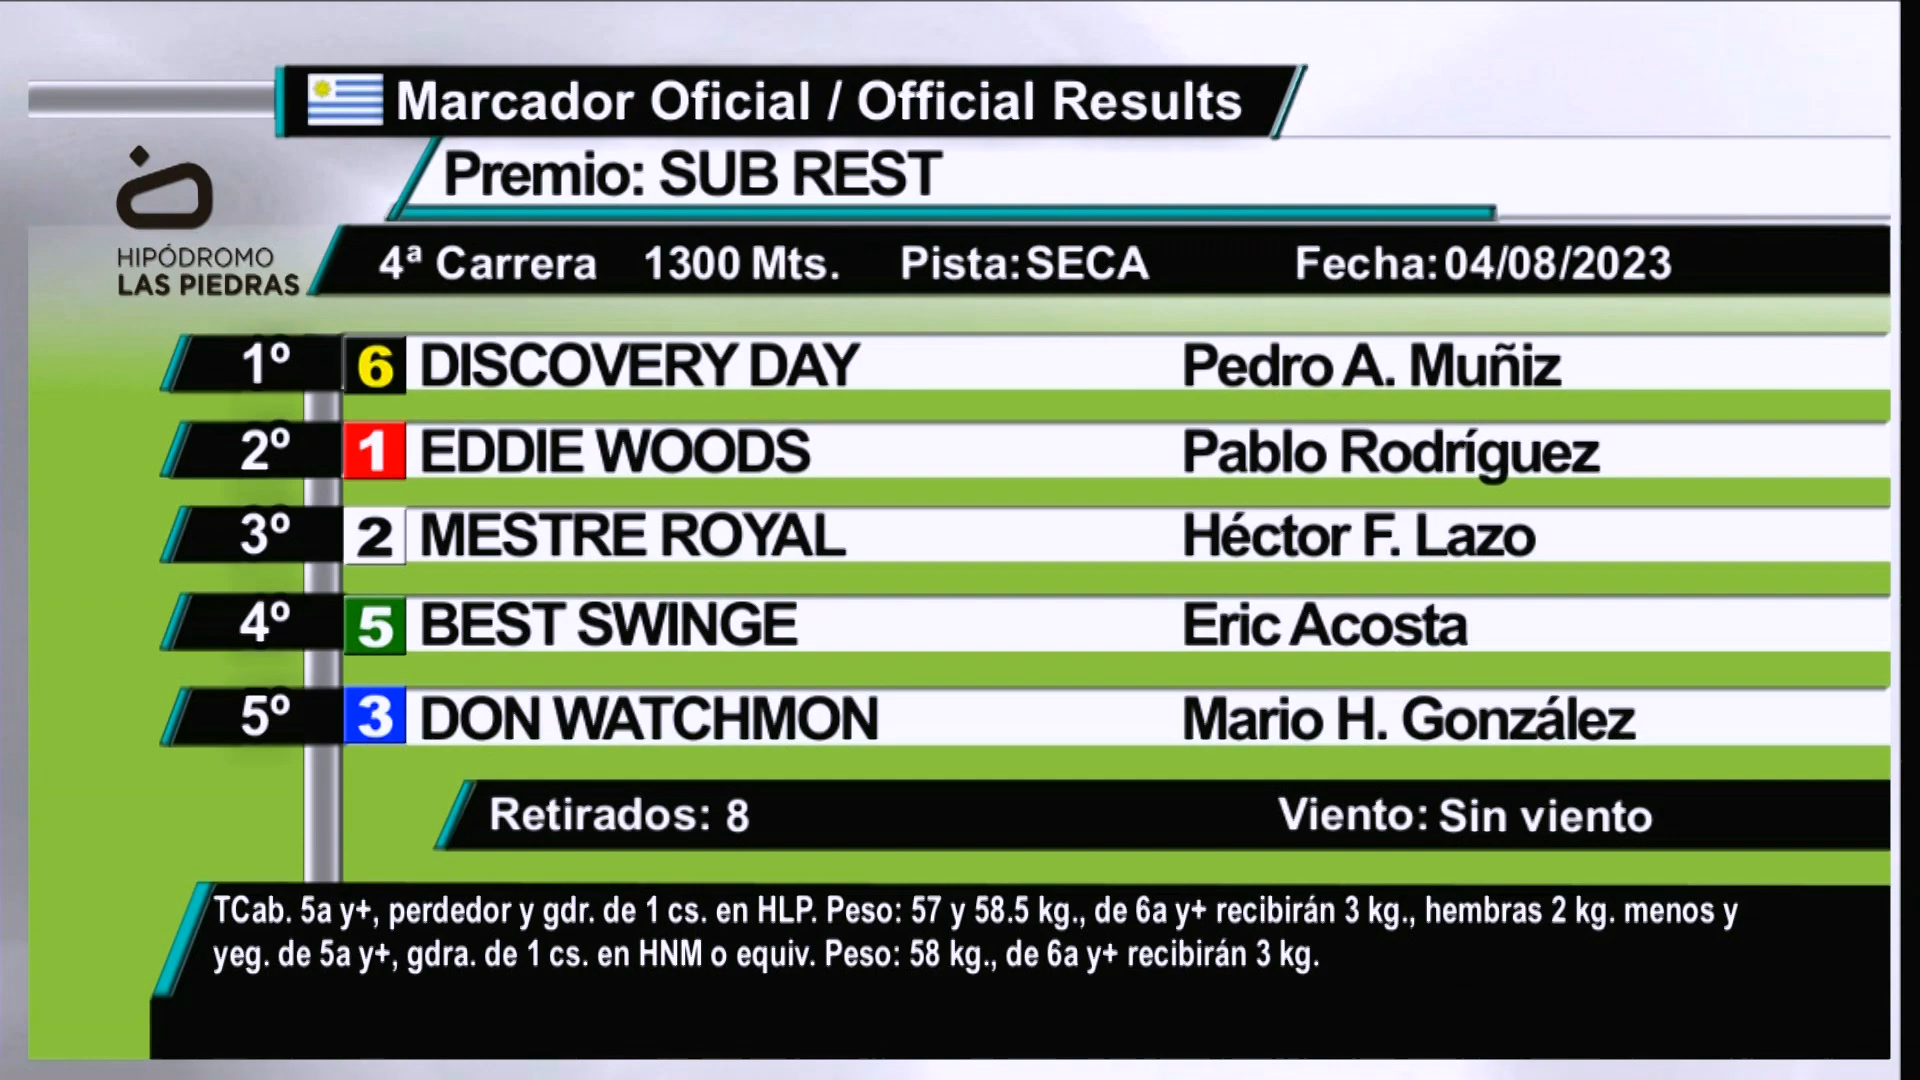 Marcador Oficial / Official Results
Premio: SUB REST
HIPÓDROMO
LAS PIEDRAS
4ª Carrera 1300 Mts. Pista: SECA Fecha: 04/08/2023
1º 6 DISCOVERY DAY Pedro A. Muñiz
2º 1 EDDIE WOODS Pablo Rodríguez
3º 2 MESTRE ROYAL Héctor F. Lazo
4º 5 BEST SWINGE Eric Acosta
5º 3 DON WATCHMON Mario H. González
Retirados: 8 Viento: Sin viento
TCab. 5a y+, perdedor y gdr. de 1 cs. en HLP. Peso: 57 y 58.5 kg., de 6a y+ recibirán 3 kg., hembras 2 kg. menos y
yeg. de 5a y+, gdra. de 1 cs. en HNM o equiv. Peso: 58 kg., de 6a y+ recibirán 3 kg.